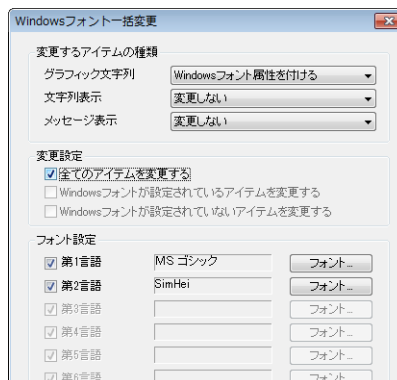 Windowsフォント一括変更
変更するアイテムの種類
グラフィック文字列 Windowsフォント属性を付ける
文字列表示 変更しない
メッセージ表示 変更しない
変更設定
全てのアイテムを変更する
Windowsフォントが設定されているアイテムを変更する
Windowsフォントが設定されていないアイテムを変更する
フォント設定
第1言語 MS ゴシック フォント...
第2言語 SimHei フォント...
第3言語 フォント...
第4言語 フォント...
第5言語 フォント...
第6言語 フォント...